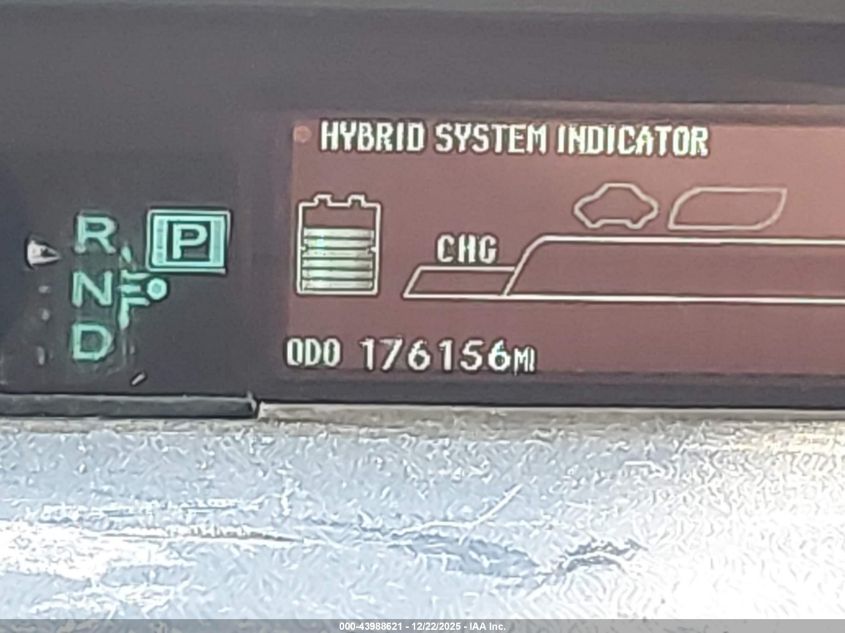 HYBRID SYSTEM INDICATOR
R
P
CHG
N
D
ODO 176156MI
000-43988621 - 12/22/2025 - IAA Inc.